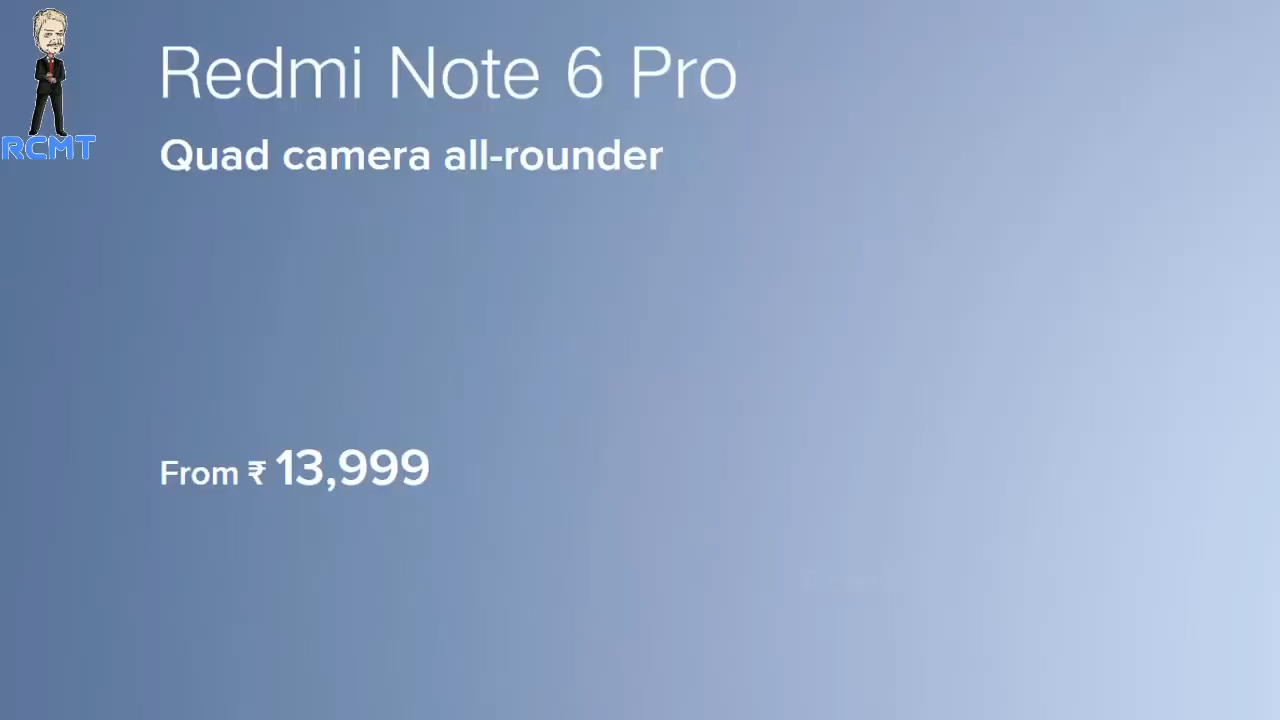 RCMT
Redmi Note 6 Pro
Quad camera all-rounder
From ₹ 13,999